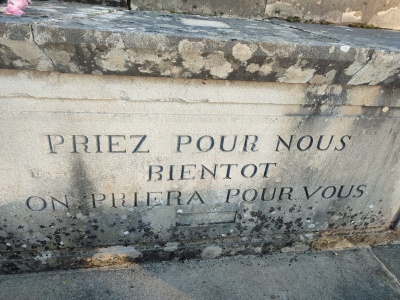 PRIEZ POUR NOUS
BIENTOT
ON PRIERA POUR VOUS